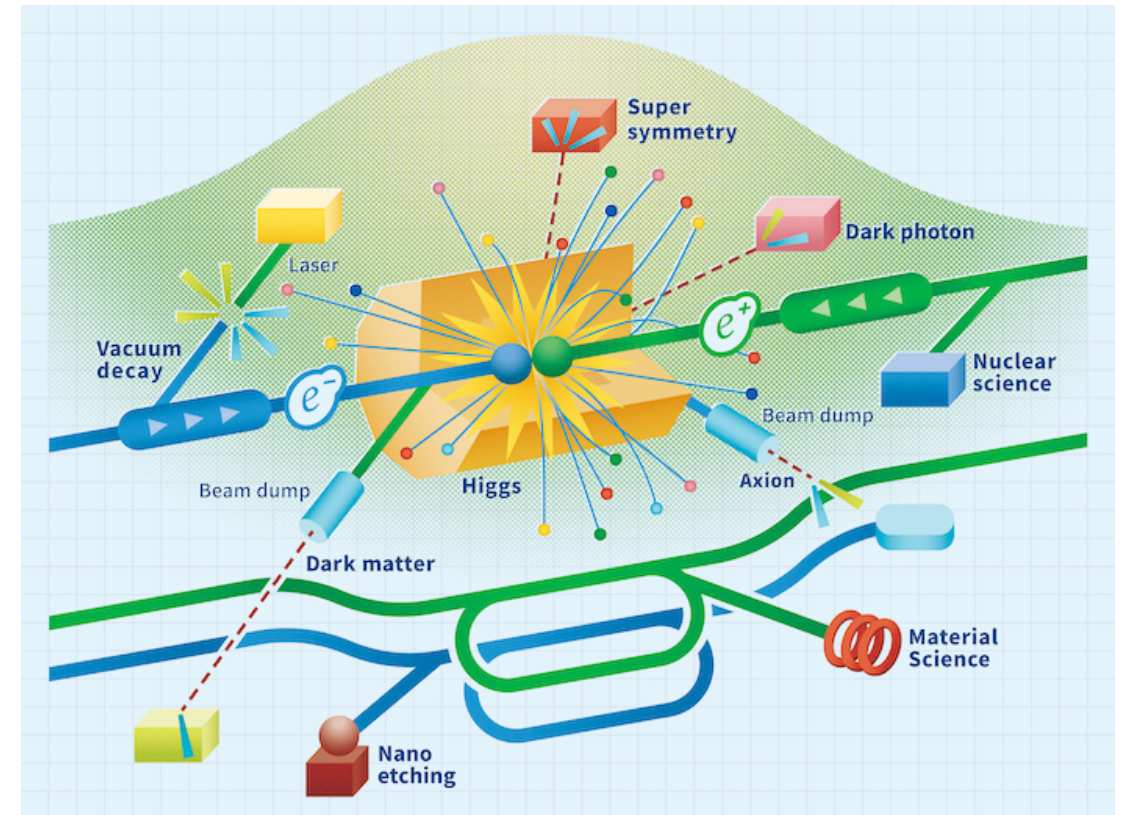 Super
symmetry
Dark photon
Laser
Vacuum
decay
e⁻
e⁺
Nuclear
science
Beam dump
Axion
Higgs
Beam dump
Dark matter
Material
Science
Nano
etching